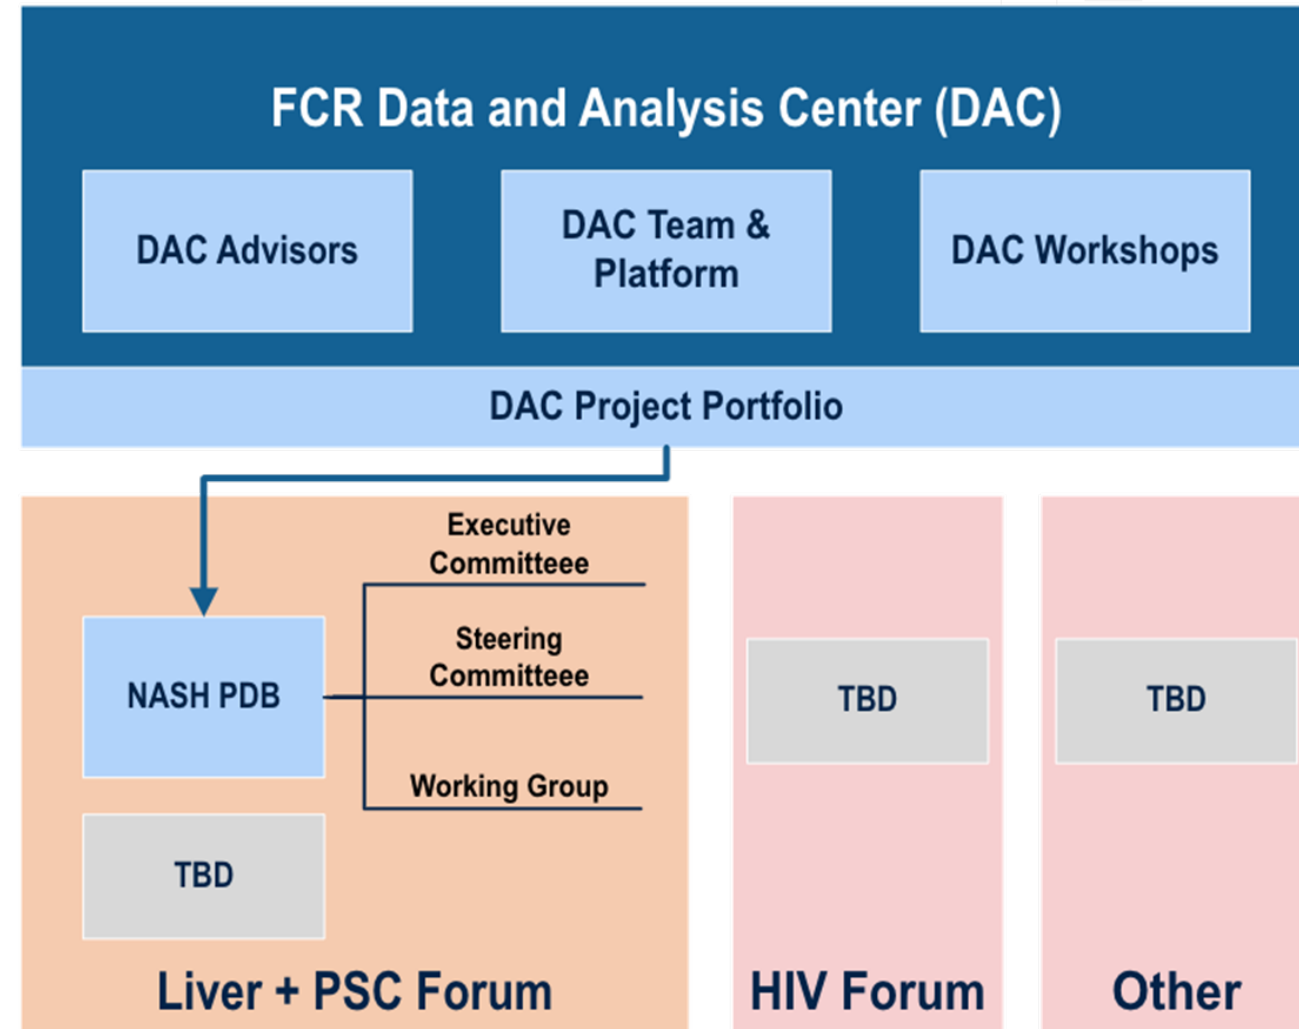 FCR Data and Analysis Center (DAC)
DAC Advisors
DAC Team &
Platform
DAC Workshops
DAC Project Portfolio
Executive
Committeee
Steering
Committeee
Working Group
NASH PDB
TBD
Liver + PSC Forum
TBD
HIV Forum
TBD
Other